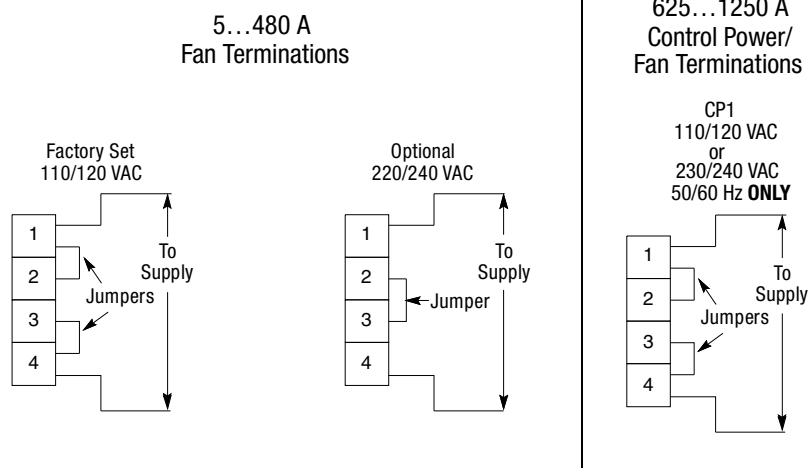 5...480 A
Fan Terminations
Factory Set
110/120 VAC
1
2
3
4
Jumpers
To
Supply
Optional
220/240 VAC
1
2
3
4
Jumper
To
Supply
625...1250 A
Control Power/
Fan Terminations
CP1
110/120 VAC
or
230/240 VAC
50/60 Hz ONLY
1
2
3
4
Jumpers
To
Supply